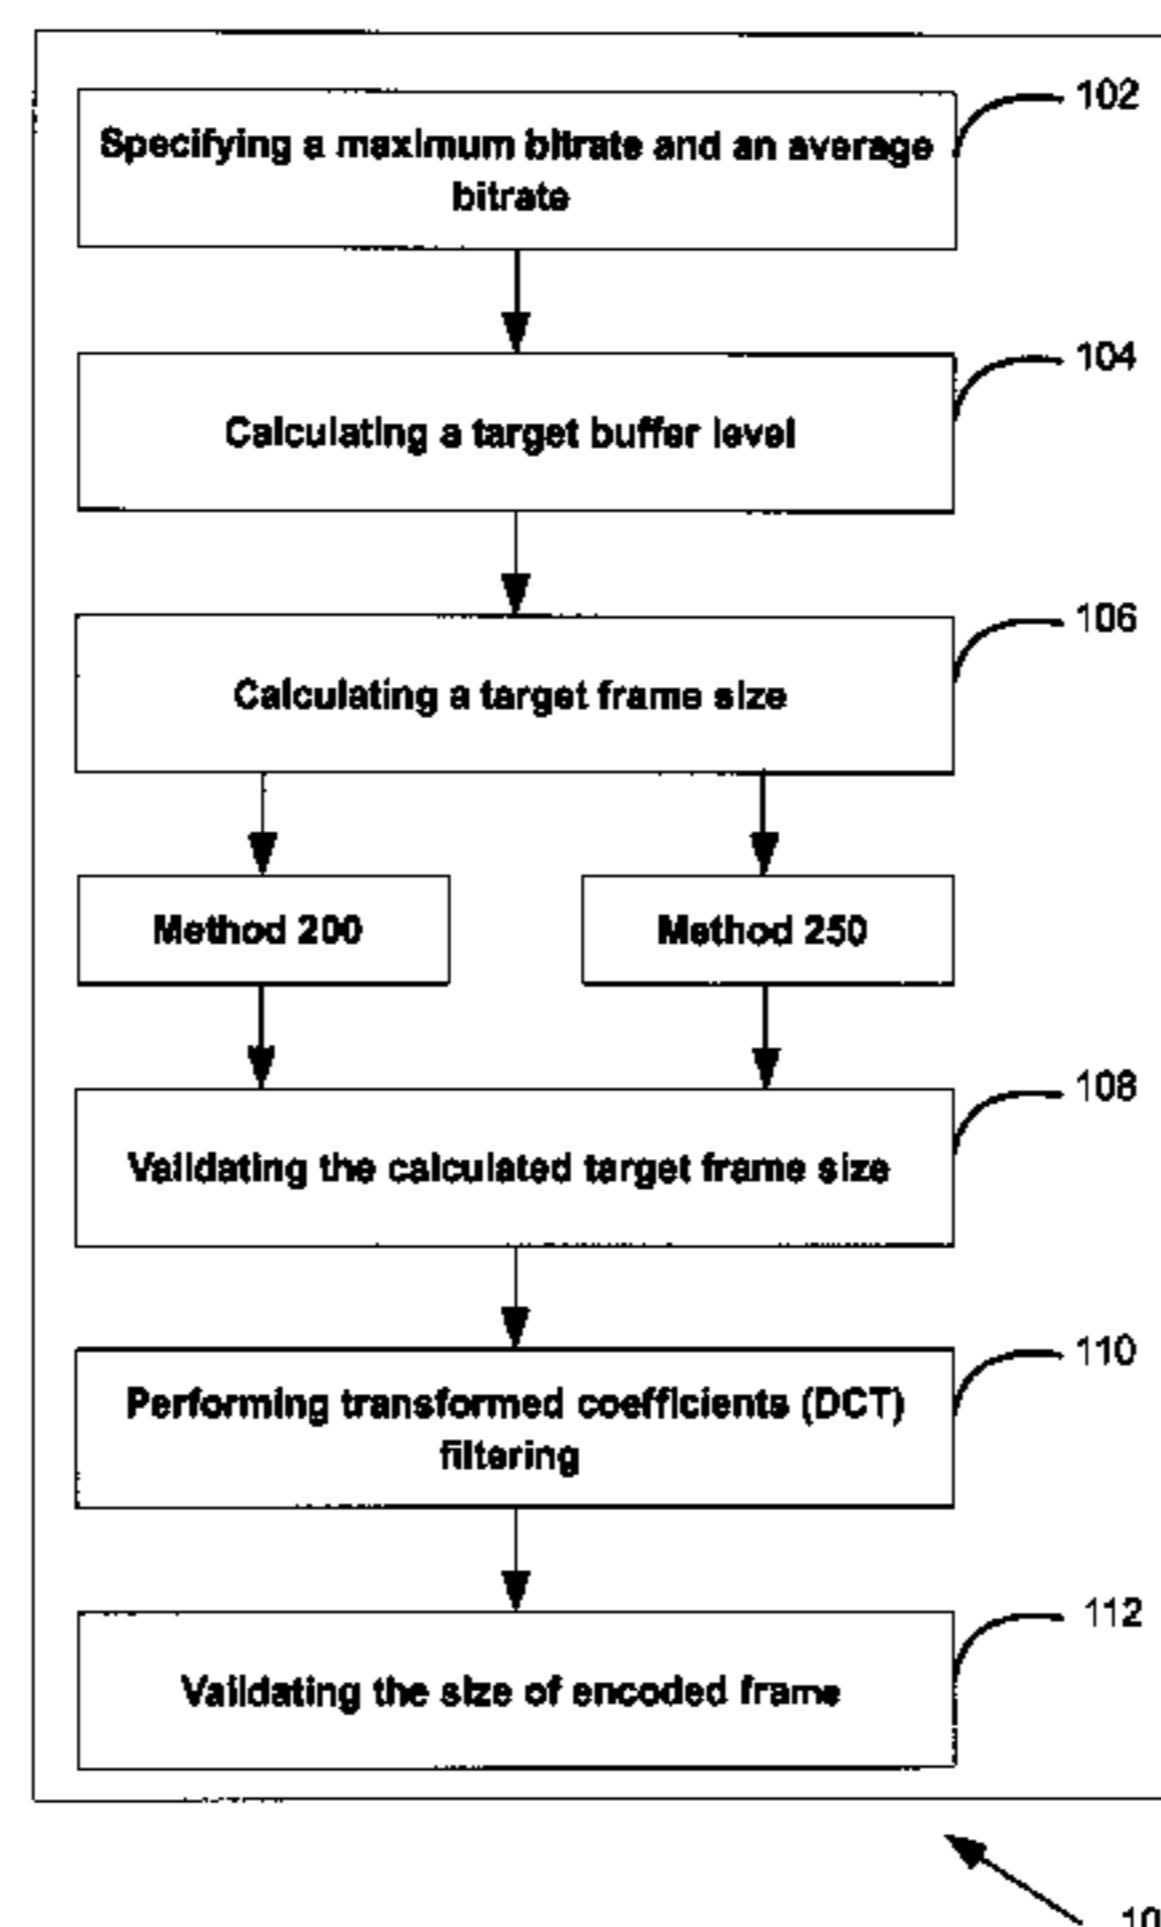 102
Specifying a maximum bitrate and an average
bitrate
104
Calculating a target buffer level
106
Calculating a target frame size
Method 200
Method 250
108
Validating the calculated target frame size
110
Performing transformed coefficients (DCT)
filtering
112
Validating the size of encoded frame